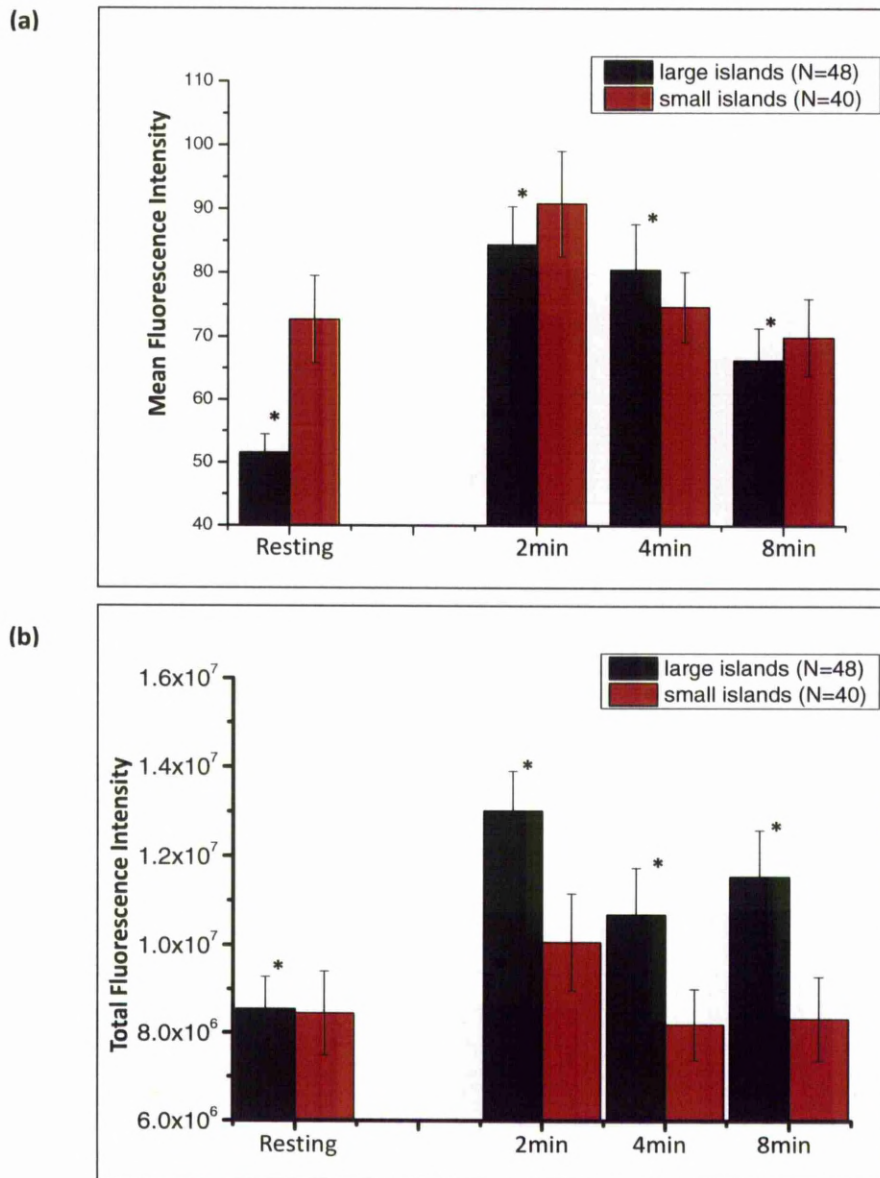 (a)
large islands (N=48)
small islands (N=40)
Mean Fluorescence Intensity
110
100
90
80
70
60
50
40
*
*
*
*
Resting
2min
4min
8min
(b)
large islands (N=48)
small islands (N=40)
Total Fluorescence Intensity
1.6x10⁷
1.4x10⁷
1.2x10⁷
1.0x10⁷
8.0x10⁶
6.0x10⁶
*
*
*
*
Resting
2min
4min
8min